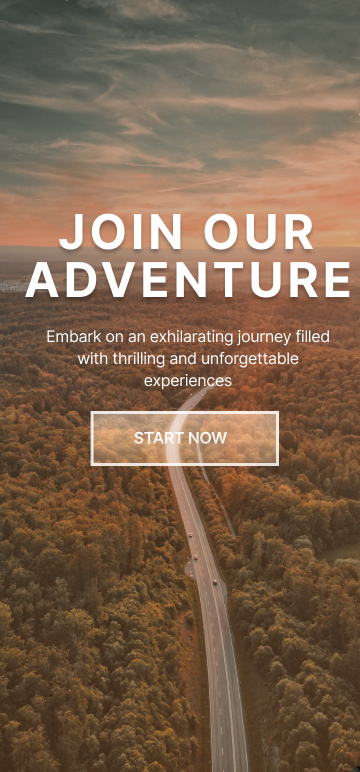 JOIN OUR
ADVENTURE
Embark on an exhilarating journey filled
with thrilling and unforgettable
experiences
START NOW